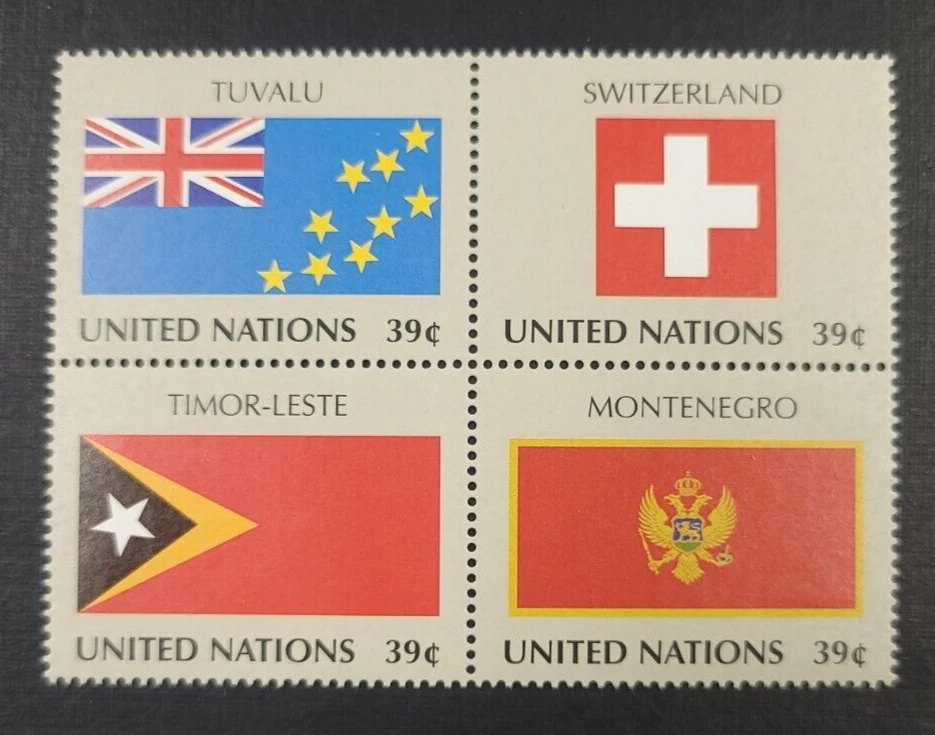 TUVALU
UNITED NATIONS 39¢
SWITZERLAND
UNITED NATIONS 39¢
TIMOR-LESTE
UNITED NATIONS 39¢
MONTENEGRO
UNITED NATIONS 39¢